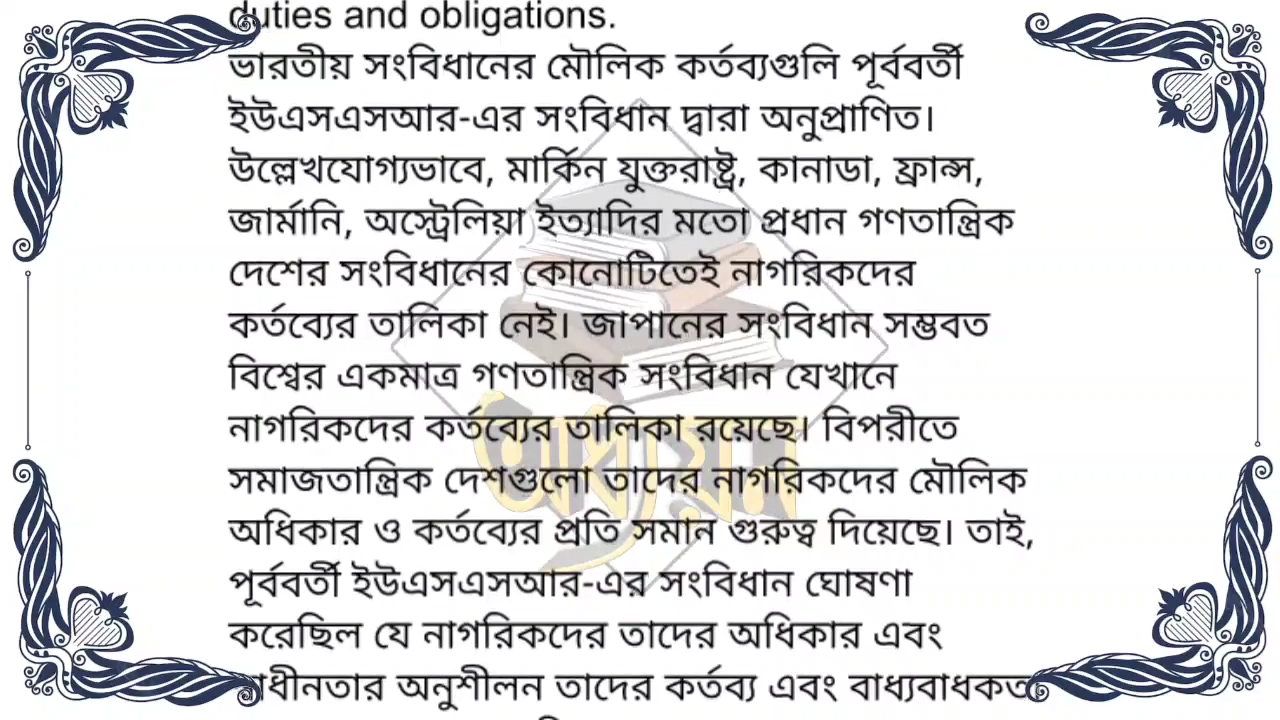 duties and obligations.
ভারতীয় সংবিধানের মৌলিক কর্তব্যগুলি পূর্ববর্তী
ইউএসএসআর-এর সংবিধান দ্বারা অনুপ্রাণিত।
উল্লেখযোগ্যভাবে, মার্কিন যুক্তরাষ্ট্র, কানাডা, ফ্রান্স,
জার্মানি, অস্ট্রেলিয়া ইত্যাদির মতো প্রধান গণতান্ত্রিক
দেশের সংবিধানের কোনোটিতেই নাগরিকদের
কর্তব্যের তালিকা নেই। জাপানের সংবিধান সম্ভবত
বিশ্বের একমাত্র গণতান্ত্রিক সংবিধান যেখানে
নাগরিকদের কর্তব্যের তালিকা রয়েছে। বিপরীতে
অধ্যয়ন
সমাজতান্ত্রিক দেশগুলো তাদের নাগরিকদের মৌলিক
অধিকার ও কর্তব্যের প্রতি সমান গুরুত্ব দিয়েছে। তাই,
পূর্ববর্তী ইউএসএসআর-এর সংবিধান ঘোষণা
করেছিল যে নাগরিকদের তাদের অধিকার এবং
স্বাধীনতার অনুশীলন তাদের কর্তব্য এবং বাধ্যবাধকতা